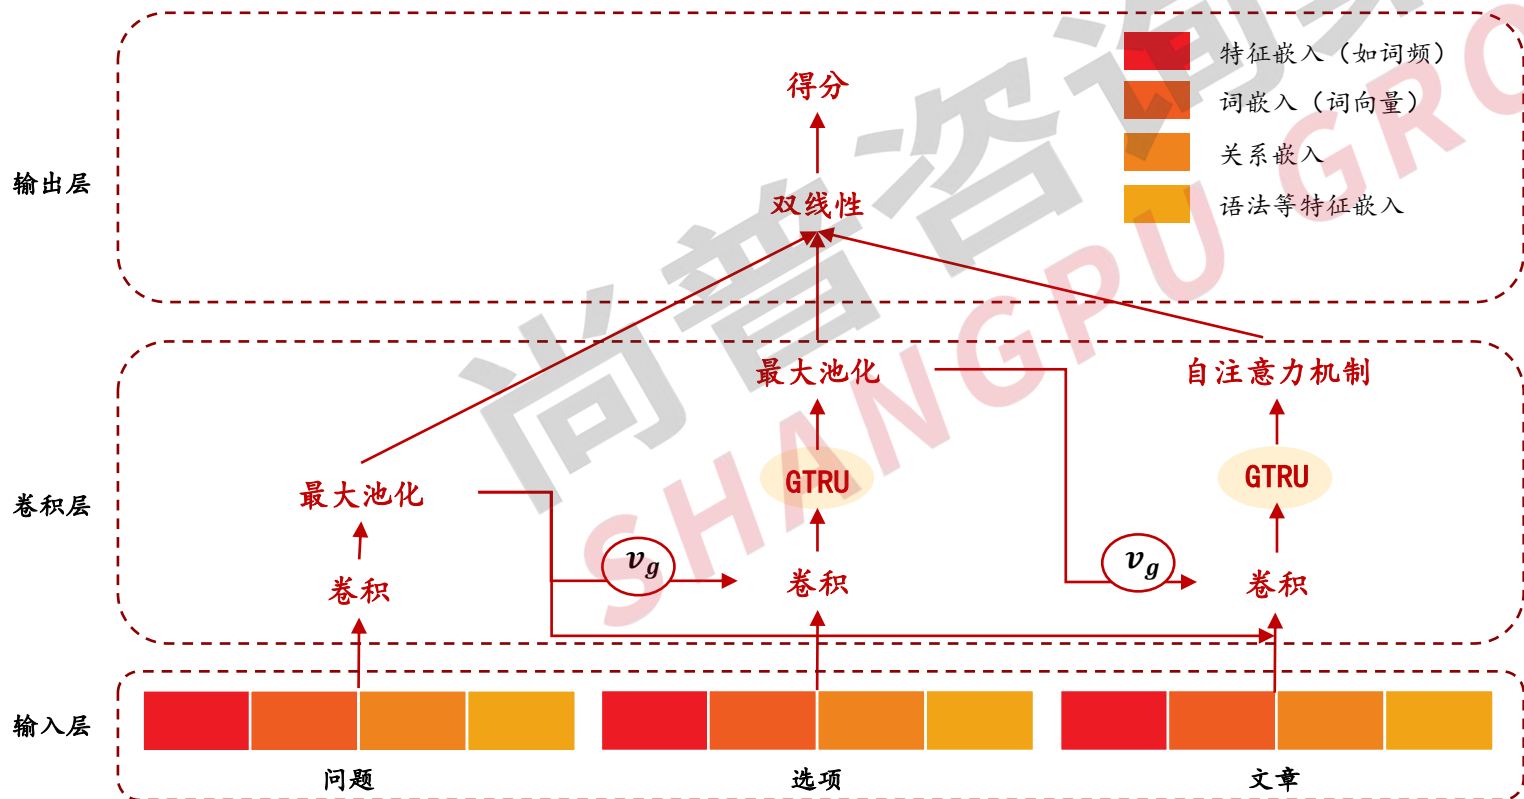 特征嵌入（如词频）
得分
词嵌入（词向量）
关系嵌入
输出层
双线性
语法等特征嵌入
最大池化
自注意力机制
最大池化
GTRU
GTRU
卷积层
v_g
v_g
卷积
卷积
卷积
输入层
问题
选项
文章
尚普咨询
SHANGPU GRO